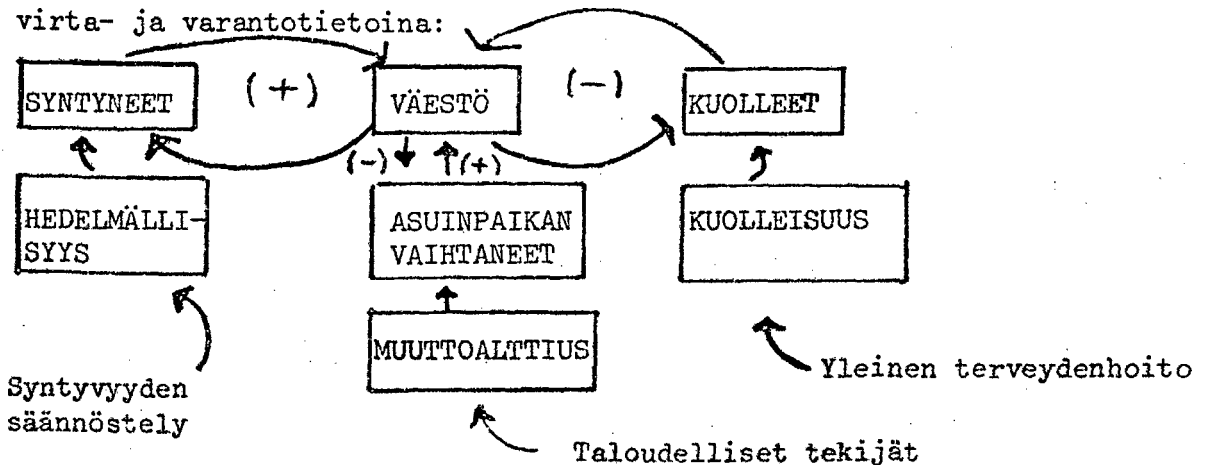 virta- ja varantotietoina:
SYNTYNEET
(+)
VÄESTÖ
(-)
KUOLLEET
(-)
(+)
HEDELMÄLLI-
SYYS
ASUINPAIKAN
VAIHTANEET
KUOLLEISUUS
MUUTTOALTTIUS
Syntyvyyden
säännöstely
Yleinen terveydenhoito
Taloudelliset tekijät